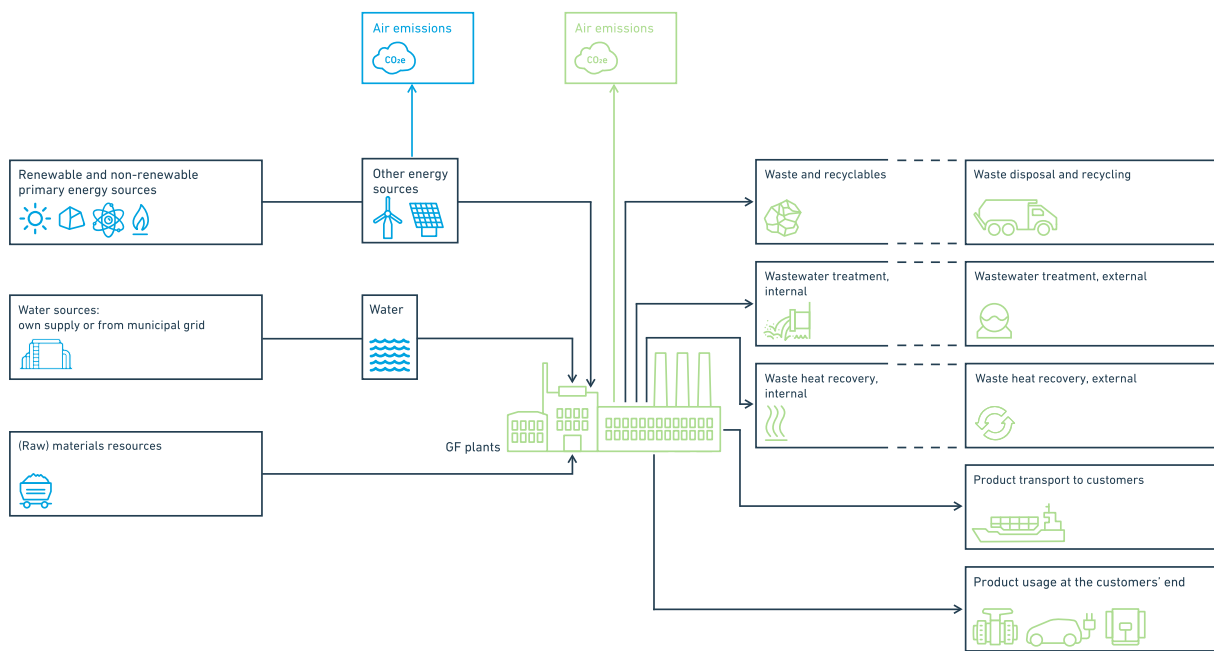 Air emissions
CO₂e
Air emissions
CO₂e
Renewable and non-renewable
primary energy sources
Other energy
sources
Waste and recyclables
Waste disposal and recycling
Wastewater treatment,
internal
Wastewater treatment, external
Water sources:
own supply or from municipal grid
Water
Waste heat recovery,
internal
Waste heat recovery, external
(Raw) materials resources
GF plants
Product transport to customers
Product usage at the customers’ end